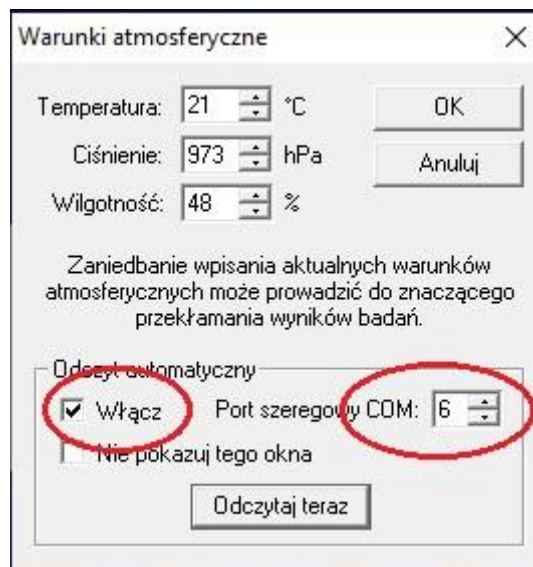 Warunki atmosferyczne
Temperatura: 21 °C OK
Ciśnienie: 973 hPa Anuluj
Wilgotność: 48 %
Zaniedbanie wpisania aktualnych warunków
atmosferycznych może prowadzić do znaczącego
przekłamania wyników badań.
Odczyt automatyczny
Włącz Port szeregowy COM: 6
Nie pokazuj tego okna
Odczytaj teraz